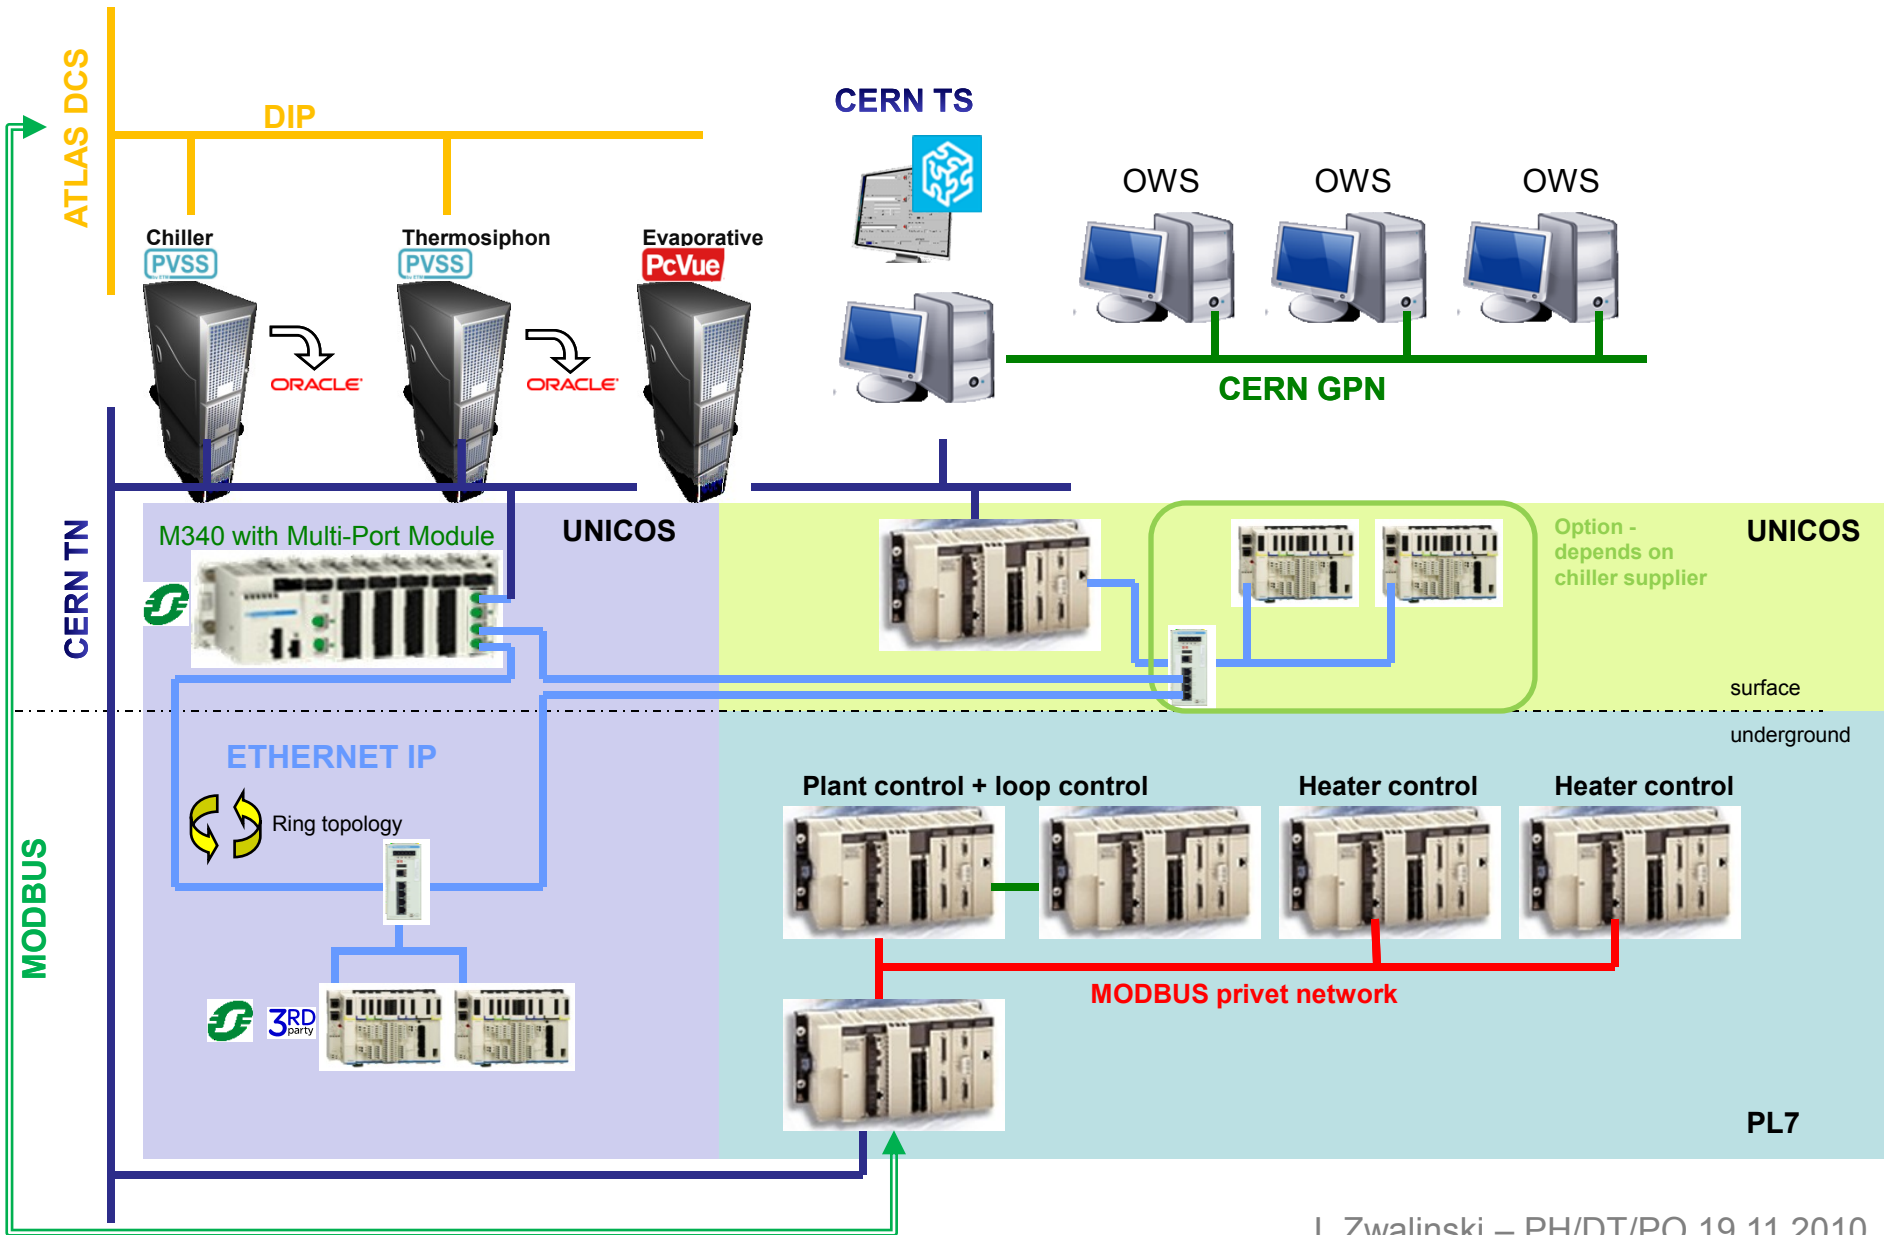 ATLAS DCS
DIP
CERN TS
OWS
OWS
OWS
Chiller
PVSS
Thermosiphon
PVSS
Evaporative
PcVue
ORACLE
ORACLE
CERN GPN
CERN TN
M340 with Multi-Port Module
UNICOS
Option -
depends on
chiller supplier
UNICOS
surface
underground
ETHERNET IP
Ring topology
MODBUS
Plant control + loop control
Heater control
Heater control
MODBUS privet network
3RD
party
PL7
Zwalinski – PH/DT/PO 19.11.2010